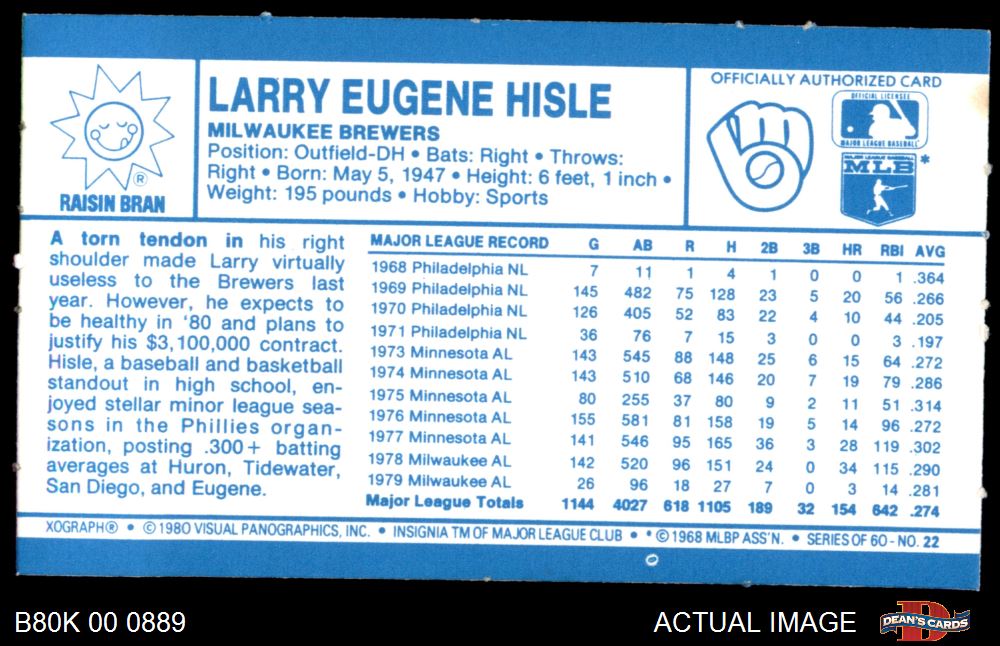 RAISIN BRAN
®
LARRY EUGENE HISLE
MILWAUKEE BREWERS
Position: Outfield-DH • Bats: Right • Throws:
Right • Born: May 5, 1947 • Height: 6 feet, 1 inch •
Weight: 195 pounds • Hobby: Sports
OFFICIALLY AUTHORIZED CARD
OFFICIAL LICENSEE
MAJOR LEAGUE BASEBALL
MAJOR LEAGUE BASEBALL
MLB *
A torn tendon in his right
shoulder made Larry virtually
useless to the Brewers last
year. However, he expects to
be healthy in '80 and plans to
justify his $3,100,000 contract.
Hisle, a baseball and basketball
standout in high school, en-
joyed stellar minor league sea-
sons in the Phillies organ-
ization, posting .300+ batting
averages at Huron, Tidewater,
San Diego, and Eugene.
MAJOR LEAGUE RECORD G AB R H 2B 3B HR RBI AVG
1968 Philadelphia NL 7 11 1 4 1 0 0 1 .364
1969 Philadelphia NL 145 482 75 128 23 5 20 56 .266
1970 Philadelphia NL 126 405 52 83 22 4 10 44 .205
1971 Philadelphia NL 36 76 7 15 3 0 0 3 .197
1973 Minnesota AL 143 545 88 148 25 6 15 64 .272
1974 Minnesota AL 143 510 68 146 20 7 19 79 .286
1975 Minnesota AL 80 255 37 80 9 2 11 51 .314
1976 Minnesota AL 155 581 81 158 19 5 14 96 .272
1977 Minnesota AL 141 546 95 165 36 3 28 119 .302
1978 Milwaukee AL 142 520 96 151 24 0 34 115 .290
1979 Milwaukee AL 26 96 18 27 7 0 3 14 .281
Major League Totals 1144 4027 618 1105 189 32 154 642 .274
XOGRAPH® • © 1980 VISUAL PANOGRAPHICS, INC. • INSIGNIA TM OF MAJOR LEAGUE CLUB • * © 1968 MLBP ASS'N. • SERIES OF 60 - NO. 22
B80K 00 0889
ACTUAL IMAGE
DEAN'S CARDS